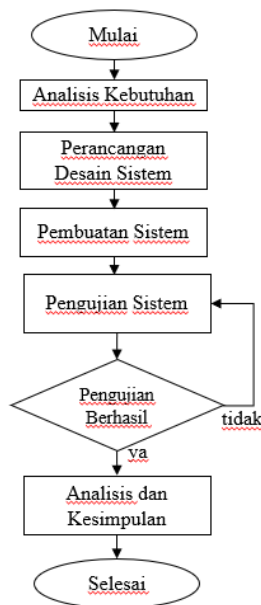 Mulai
Analisis Kebutuhan
Perancangan
Desain Sistem
Pembuatan Sistem
Pengujian Sistem
Pengujian
Berhasil
tidak
ya
Analisis dan
Kesimpulan
Selesai